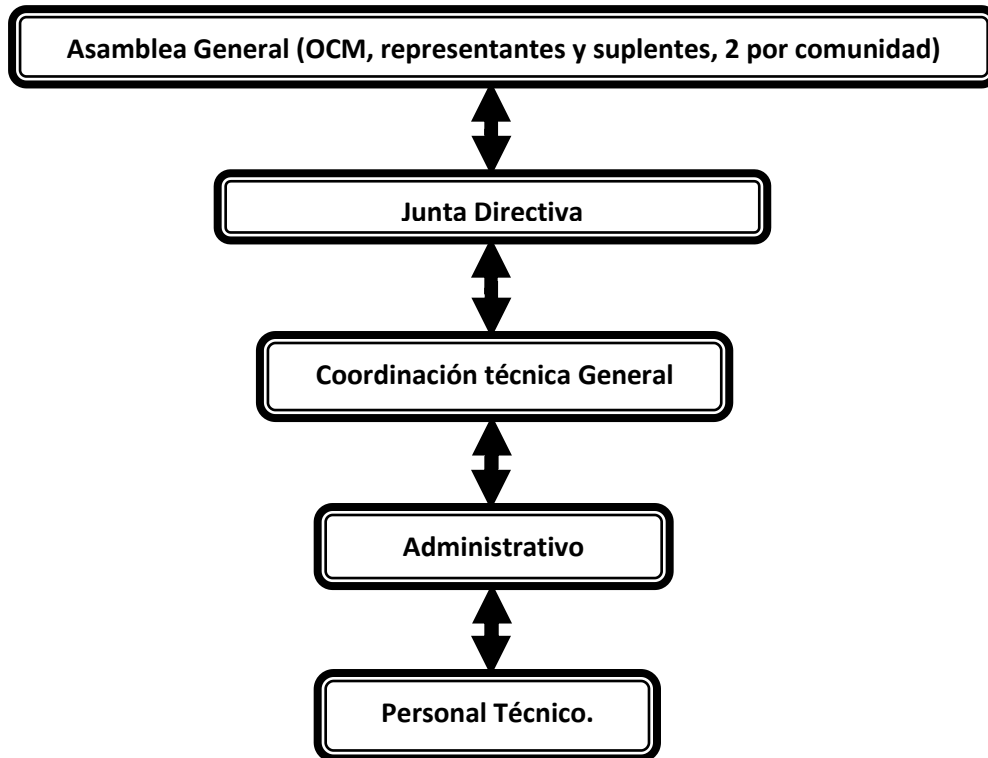 Asamblea General (OCM, representantes y suplentes, 2 por comunidad)
Junta Directiva
Coordinación técnica General
Administrativo
Personal Técnico.